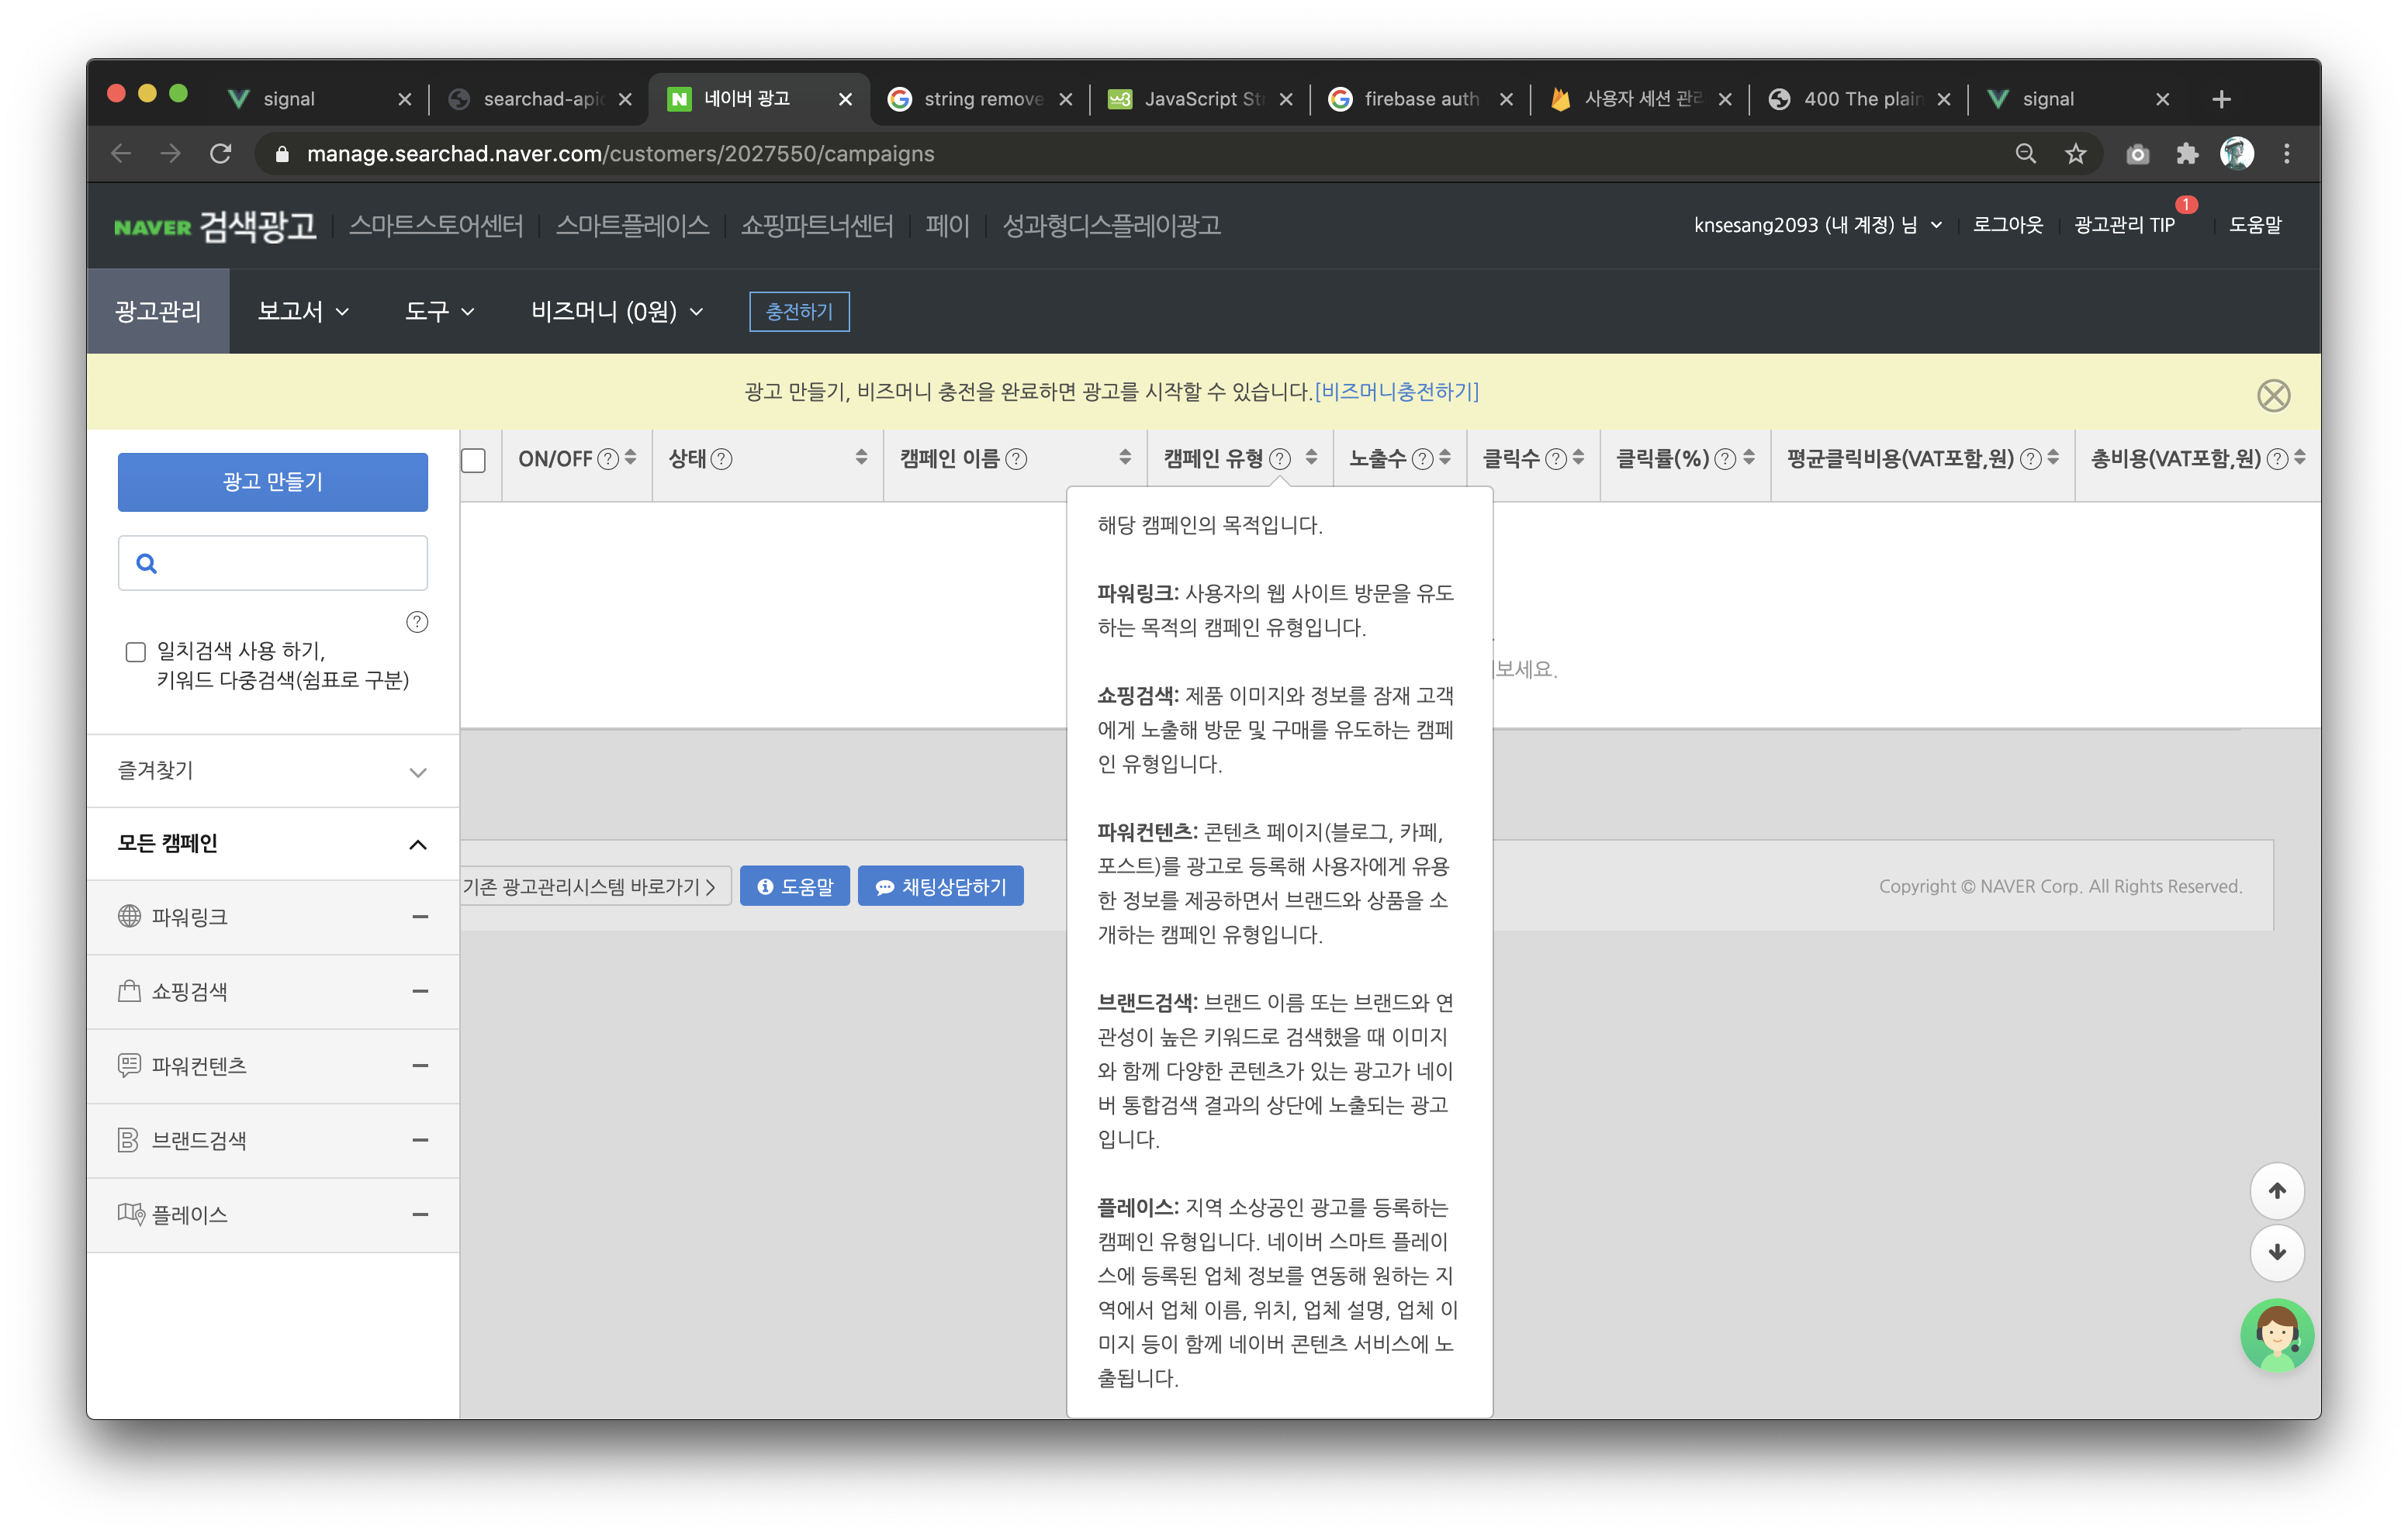 signal
searchad-apic
네이버 광고
string remove
JavaScript Str
firebase auth
사용자 세션 관리
400 The plain
signal
manage.searchad.naver.com/customers/2027550/campaigns
NAVER 검색광고 스마트스토어센터 스마트플레이스 쇼핑파트너센터 페이 성과형디스플레이광고
knsesang2093 (내 계정) 님 로그아웃 광고관리 TIP 1 도움말
광고관리 보고서 도구 비즈머니 (0원) 충전하기
광고 만들기, 비즈머니 충전을 완료하면 광고를 시작할 수 있습니다.[비즈머니충전하기]
광고 만들기
일치검색 사용 하기,
키워드 다중검색(쉼표로 구분)
즐겨찾기
모든 캠페인
파워링크
쇼핑검색
파워컨텐츠
브랜드검색
플레이스
ON/OFF ? 상태 ? 캠페인 이름 ? 캠페인 유형 ? 노출수 ? 클릭수 ? 클릭률(%) ? 평균클릭비용(VAT포함,원) ? 총비용(VAT포함,원) ?
해당 캠페인의 목적입니다.
파워링크: 사용자의 웹 사이트 방문을 유도
하는 목적의 캠페인 유형입니다.
쇼핑검색: 제품 이미지와 정보를 잠재 고객
에게 노출해 방문 및 구매를 유도하는 캠페
인 유형입니다.
파워컨텐츠: 콘텐츠 페이지(블로그, 카페,
포스트)를 광고로 등록해 사용자에게 유용
한 정보를 제공하면서 브랜드와 상품을 소
개하는 캠페인 유형입니다.
브랜드검색: 브랜드 이름 또는 브랜드와 연
관성이 높은 키워드로 검색했을 때 이미지
와 함께 다양한 콘텐츠가 있는 광고가 네이
버 통합검색 결과의 상단에 노출되는 광고
입니다.
플레이스: 지역 소상공인 광고를 등록하는
캠페인 유형입니다. 네이버 스마트 플레이
스에 등록된 업체 정보를 연동해 원하는 지
역에서 업체 이름, 위치, 업체 설명, 업체 이
미지 등이 함께 네이버 콘텐츠 서비스에 노
출됩니다.
보세요.
기존 광고관리시스템 바로가기 > 도움말 채팅상담하기
Copyright © NAVER Corp. All Rights Reserved.